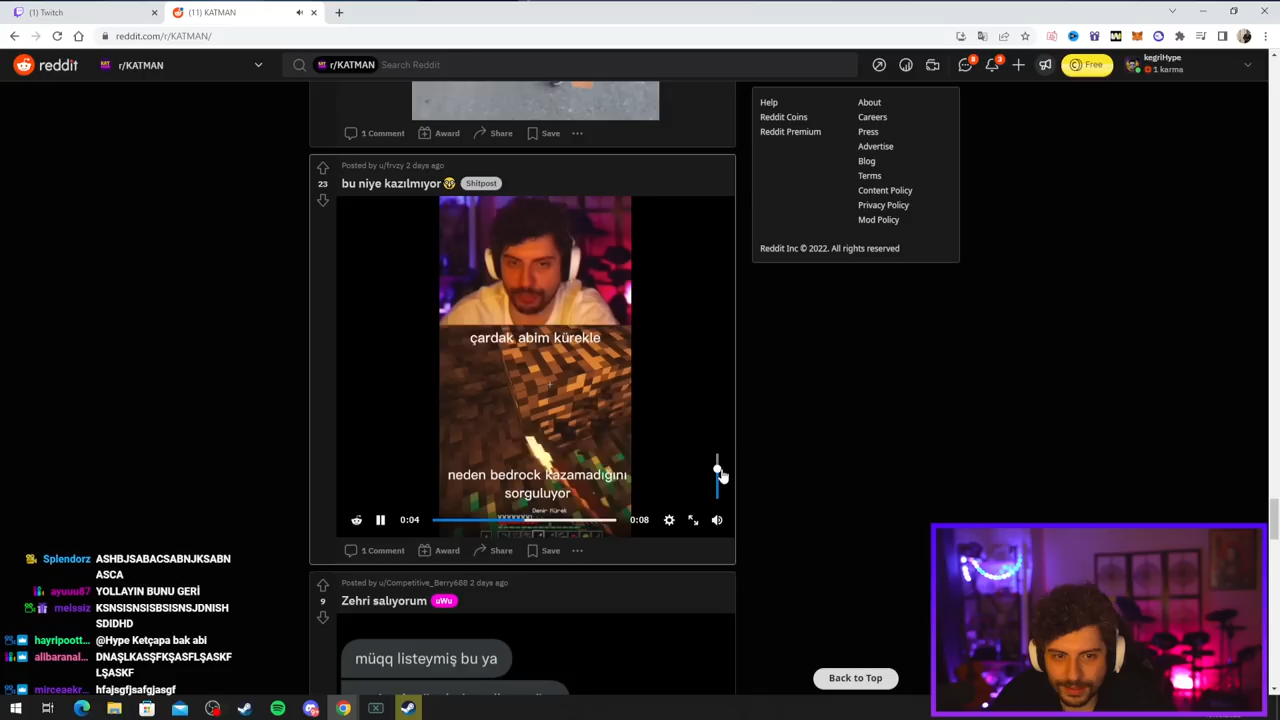 (1) Twitch
(11) KATMAN
reddit.com/r/KATMAN/
reddit
r/KATMAN
r/KATMAN
Search Reddit
8
3
Free
kegriHype
1 karma
1 Comment
Award
Share
Save
Help
Reddit Coins
Reddit Premium
About
Careers
Press
Advertise
Blog
Terms
Content Policy
Privacy Policy
Mod Policy
Reddit Inc © 2022. All rights reserved
Posted by u/frvzy 2 days ago
23
bu niye kazılmıyor
Shitpost
çardak abim kürekle
neden bedrock kazamadığını
sorguluyor
Demir Kürek
0:04
0:08
1 Comment
Award
Share
Save
Posted by u/Competitive_Berry688 2 days ago
9
Zehri salıyorum
uWu
müqq listeymiş bu ya
Back to Top
Splendorz ASHBJSABACSABNJKSABN
ASCA
ayuuu87 YOLLAYIN BUNU GERİ
melssiz KSNSISNSISBSISNSJDNISH
SDIDHD
hayrlpoott... @Hype Ketçapa bak abi
alibaranal... DNAŞLKASŞFKŞASFLŞASKF
LŞASKF
mirceaekr... hfajsgfjsafgjasgf